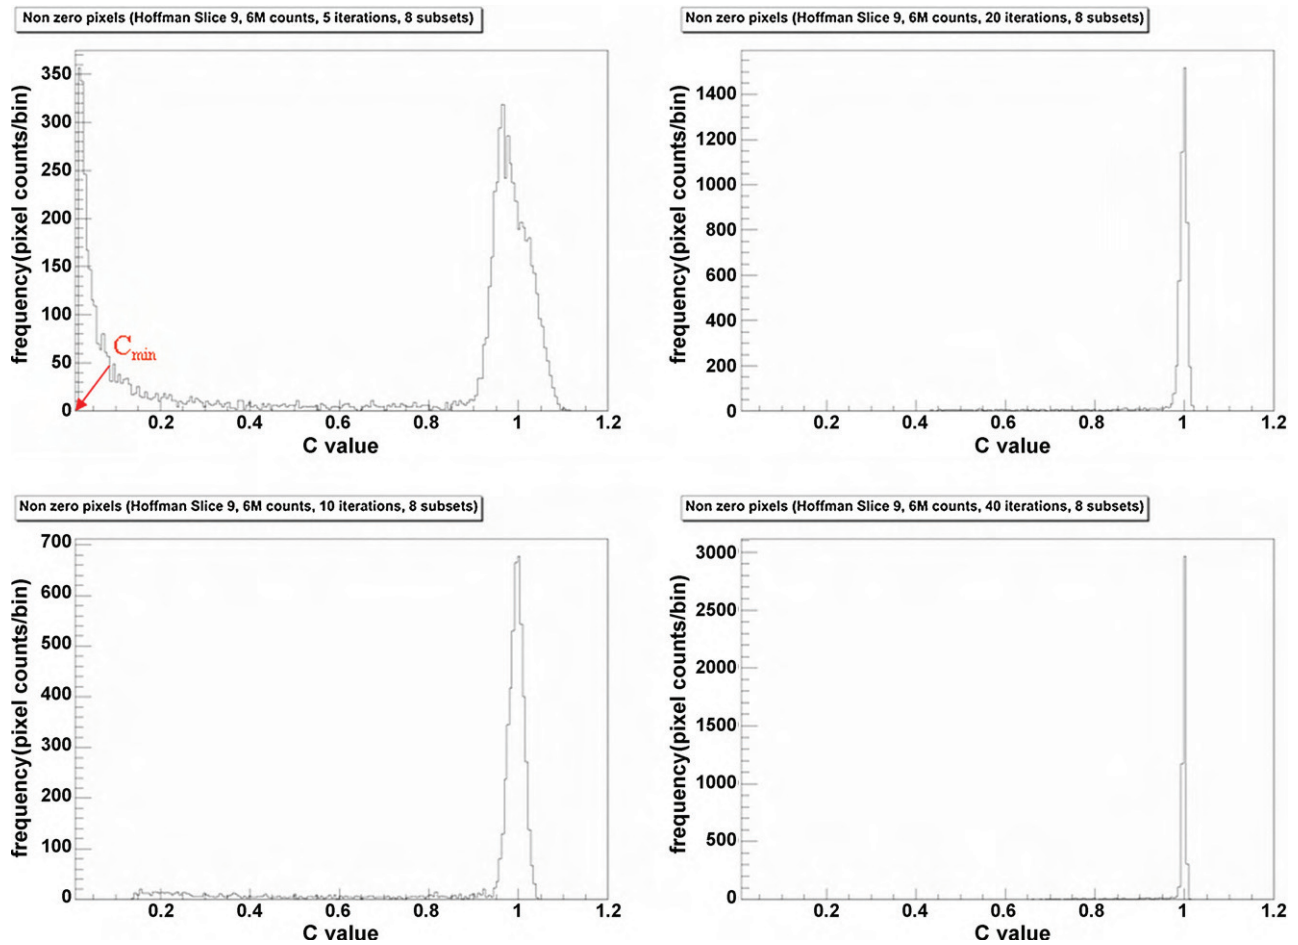 Non zero pixels (Hoffman Slice 9, 6M counts, 5 iterations, 8 subsets)
frequency(pixel counts/bin)
350
300
250
200
150
100
50
0
C min
0.2 0.4 0.6 0.8 1 1.2
C value
Non zero pixels (Hoffman Slice 9, 6M counts, 20 iterations, 8 subsets)
frequency(pixel counts/bin)
1400
1200
1000
800
600
400
200
0
0.2 0.4 0.6 0.8 1 1.2
C value
Non zero pixels (Hoffman Slice 9, 6M counts, 10 iterations, 8 subsets)
frequency(pixel counts/bin)
700
600
500
400
300
200
100
0
0.2 0.4 0.6 0.8 1 1.2
C value
Non zero pixels (Hoffman Slice 9, 6M counts, 40 iterations, 8 subsets)
frequency(pixel counts/bin)
3000
2500
2000
1500
1000
500
0
0.2 0.4 0.6 0.8 1 1.2
C value